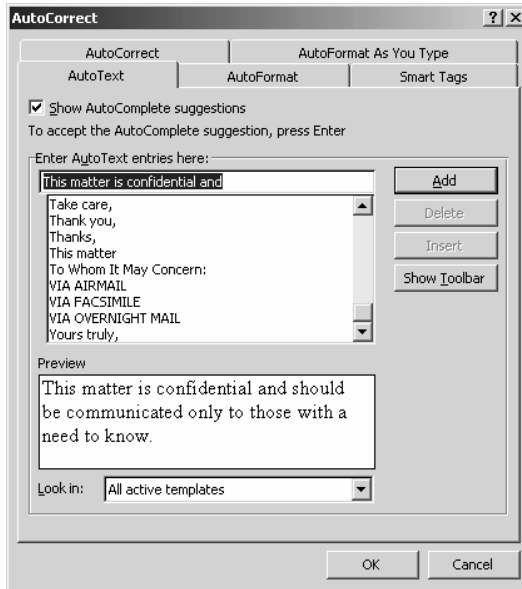 AutoCorrect
AutoCorrect AutoFormat As You Type
AutoText AutoFormat Smart Tags
Show AutoComplete suggestions
To accept the AutoComplete suggestion, press Enter
Enter AutoText entries here:
This matter is confidential and
Add
Take care,
Thank you,
Thanks,
This matter
To Whom It May Concern:
VIA AIRMAIL
VIA FACSIMILE
VIA OVERNIGHT MAIL
Yours truly,
Delete
Insert
Show Toolbar
Preview
This matter is confidential and should
be communicated only to those with a
need to know.
Look in: All active templates
OK Cancel